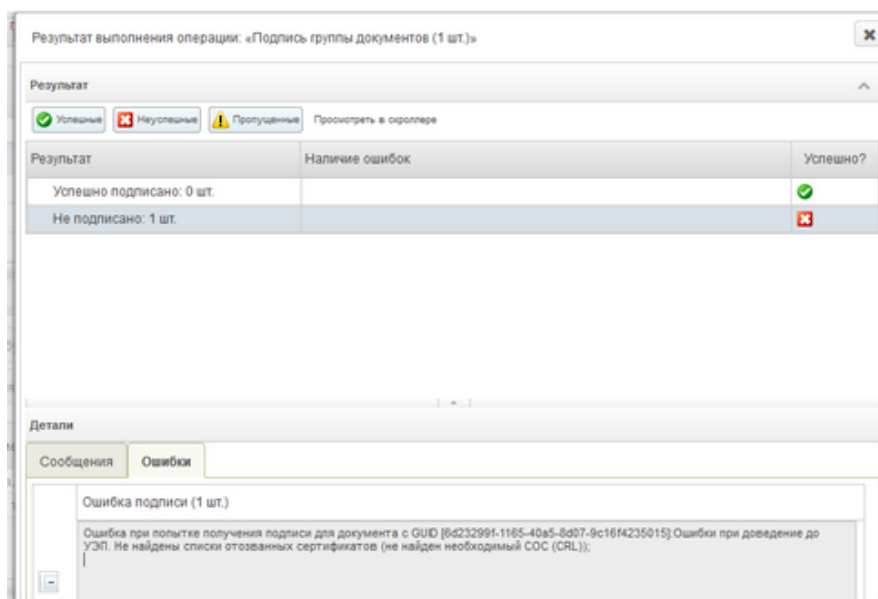 Результат выполнения операции: «Подпись группы документов (1 шт.)»
Результат
Успешные Неуспешные Пропущенные Просмотреть в скроллере
Результат Наличие ошибок Успешно?
Успешно подписано: 0 шт.
Не подписано: 1 шт.
Детали
Сообщения Ошибки
Ошибка подписи (1 шт.)
Ошибка при попытке получения подписи для документа с GUID [6d23299f-1165-40a5-8d07-9c16f4235015]:Ошибки при доведение до
УЭП. Не найдены списки отозванных сертификатов (не найден необходимый СОС (CRL));